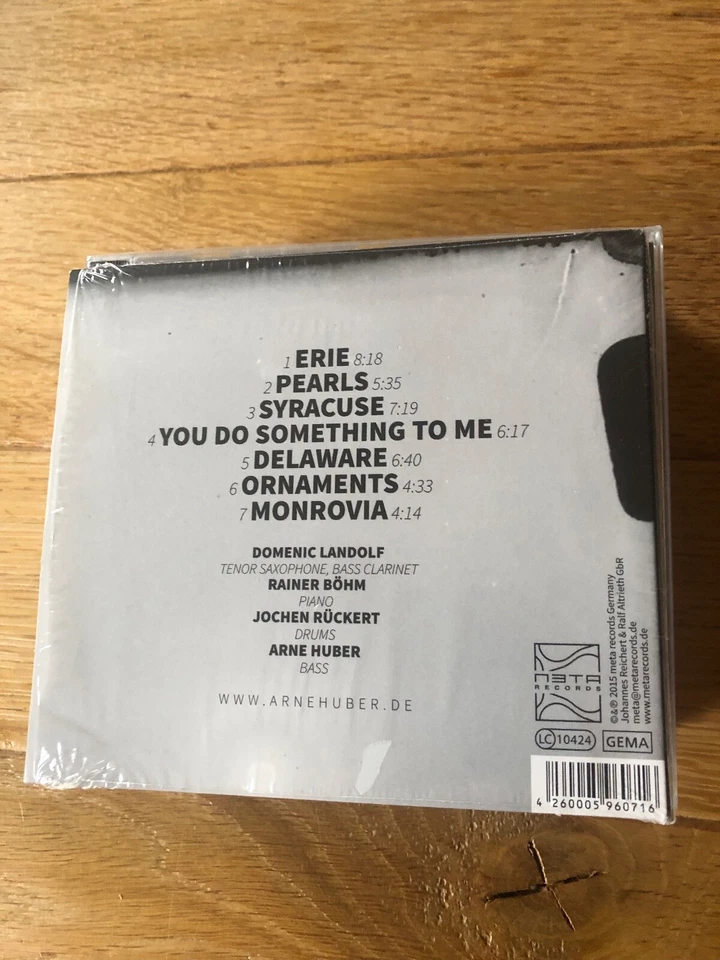 1 ERIE 8:18
2 PEARLS 5:35
3 SYRACUSE 7:19
4 YOU DO SOMETHING TO ME 6:17
5 DELAWARE 6:40
6 ORNAMENTS 4:33
7 MONROVIA 4:14
DOMENIC LANDOLF
TENOR SAXOPHONE, BASS CLARINET
RAINER BÖHM
PIANO
JOCHEN RÜCKERT
DRUMS
ARNE HUBER
BASS
WWW.ARNEHUBER.DE
META
RECORDS
©&℗ 2015 meta records Germany
Johannes Reichert & Ralf Altrieth GbR
meta@metarecords.de
www.metarecords.de
LC 10424
GEMA
4 260005 960716